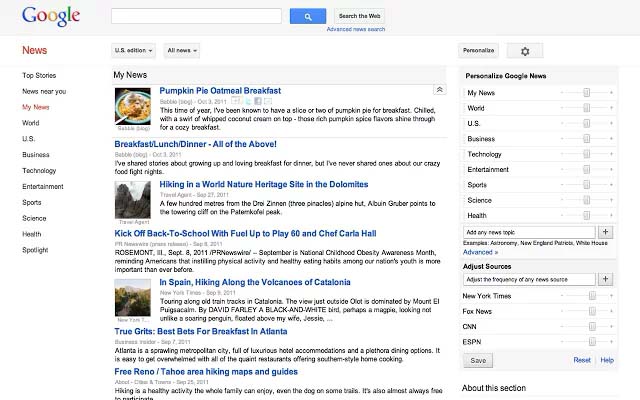 Google
Search the Web
Advanced news search
News
U.S. edition
All news
Personalize
Top Stories
News near you
My News
World
U.S.
Business
Technology
Entertainment
Sports
Science
Health
Spotlight
My News
Pumpkin Pie Oatmeal Breakfast
Babble (blog) - Oct 3, 2011
This time of year, I've been known to have a slice or two of pumpkin pie for breakfast. Chilled,
with a swirl of whipped coconut cream on top - those rich pumpkin spice flavors shine through
for a cozy breakfast.
Babble (blog)
Breakfast/Lunch/Dinner - All of the Above!
Babble (blog) - Oct 3, 2011
I've shared stories about growing up and loving breakfast for dinner, but I've never shared ones about our crazy
food fight nights.
Hiking in a World Nature Heritage Site in the Dolomites
Travel Agent - Sep 27, 2011
A few hundred metres from the Drei Zinnen (three pinacles) alpine hut, Albuin Gruber points to
the towering cliff on the Paternkofel peak.
Travel Agent
Kick Off Back-To-School With Fuel Up to Play 60 and Chef Carla Hall
PR Newswire (press release) - Sep 8, 2011
ROSEMONT, Ill., Sept. 8, 2011 /PRNewswire/ -- September is National Childhood Obesity Awareness Month,
reminding Americans that instilling physical activity and healthy eating habits among our nation's youth is more
important than ever before.
In Spain, Hiking Along the Volcanoes of Catalonia
New York Times - Sep 9, 2011
Touring along old train tracks in Catalonia. The view just outside Olot is dominated by Mount El
Puigsacalm. By DAVID FARLEY A BLACK-AND-WHITE bird, perhaps a magpie, looking not
unlike a soaring penguin, floated above my wife, Jessie, ...
New York T...
True Grits: Best Bets For Breakfast In Atlanta
Business Insider - Sep 7, 2011
Atlanta is a sprawling metropolitan city, full of luxurious hotel accommodations and a plethora dining options. It
is easy to get overwhelmed with all of the quaint restaurants offering southern-style home cooking.
Free Reno / Tahoe area hiking maps and guides
About - Cities & Towns - Sep 25, 2011
Hiking is a healthy activity the whole family can enjoy, even the dog on some trails. It's also almost always free
to participate.
Personalize Google News
My News
World
U.S.
Business
Technology
Entertainment
Sports
Science
Health
Add any news topic
Examples: Astronomy, New England Patriots, White House
Advanced »
Adjust Sources
Adjust the frequency of any news source
New York Times
Fox News
CNN
ESPN
Save
Reset | Help
About this section